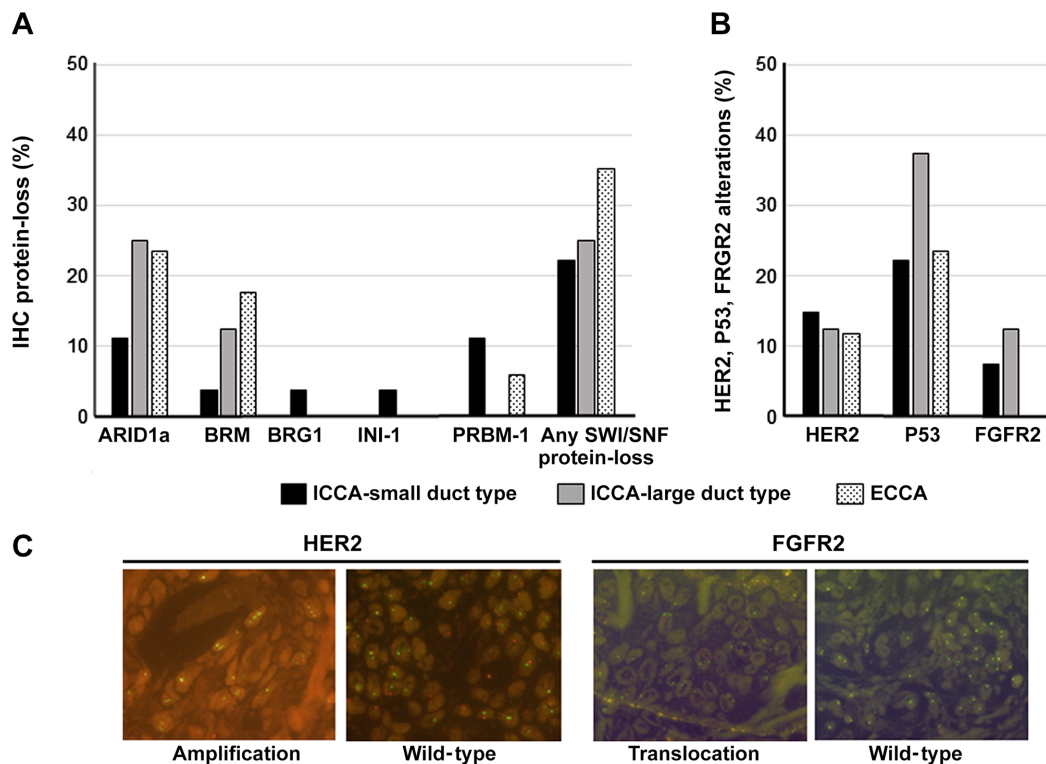 A
B
IHC protein-loss (%)
50
40
30
20
10
0
ARID1a
BRM
BRG1
INI-1
PRBM-1
Any SWI/SNF
protein-loss
HER2, P53, FRGR2 alterations (%)
50
40
30
20
10
0
HER2
P53
FGFR2
ICCA-small duct type
ICCA-large duct type
ECCA
C
HER2
FGFR2
Amplification
Wild-type
Translocation
Wild-type